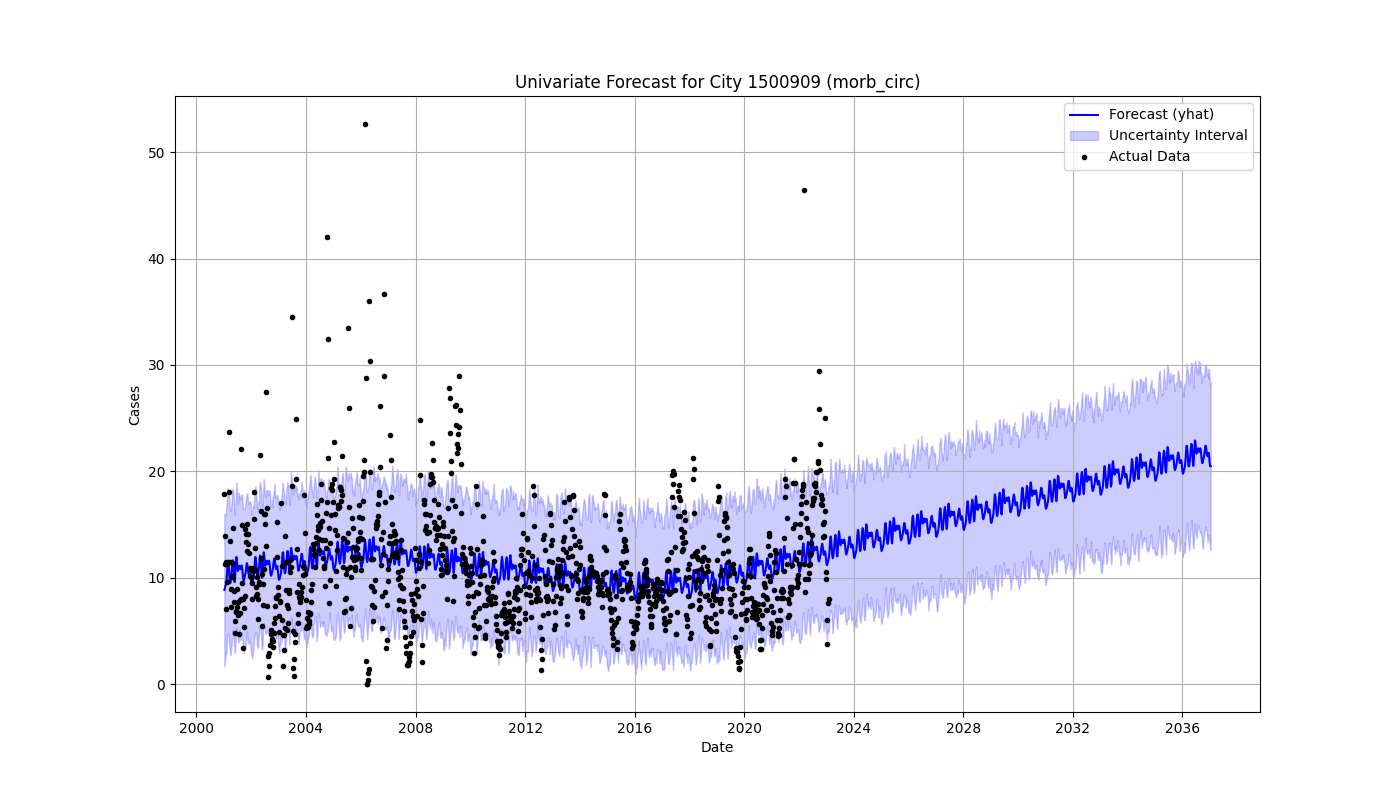 Univariate Forecast for City 1500909 (morb_circ)
Forecast (yhat)
Uncertainty Interval
Actual Data
50
40
30
20
10
0
Cases
2000 2004 2008 2012 2016 2020 2024 2028 2032 2036
Date